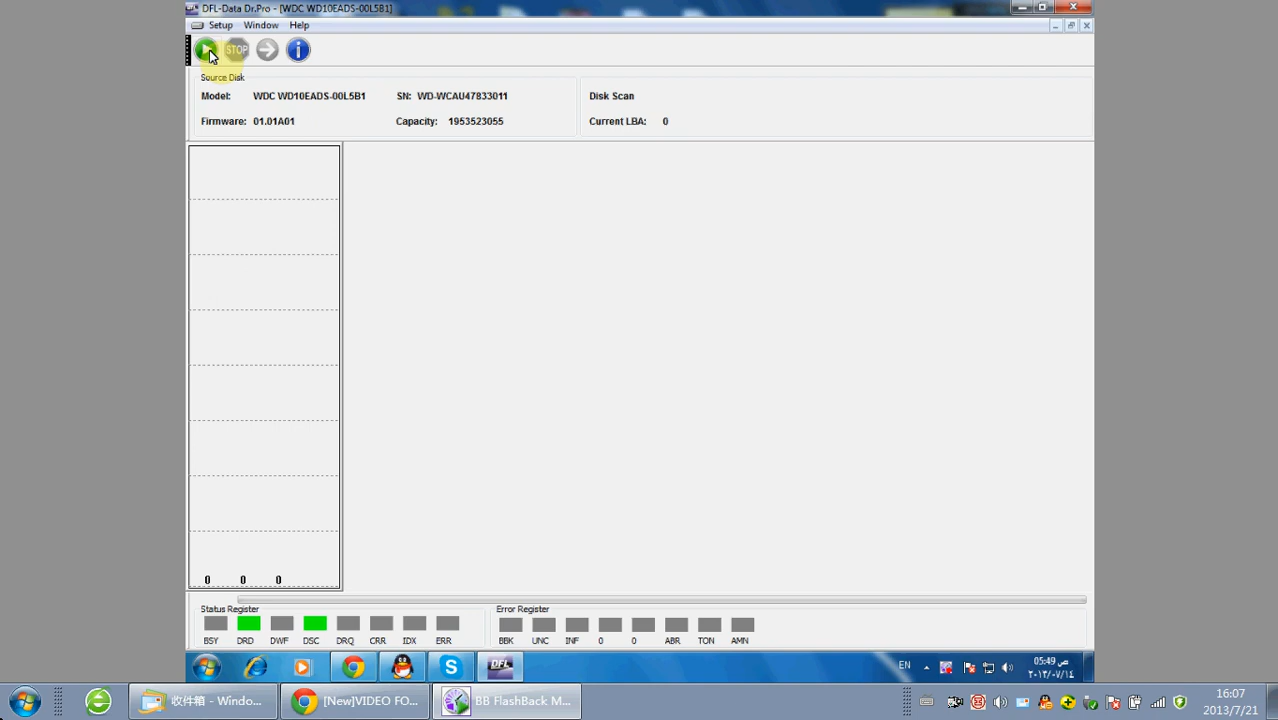 DFL-Data Dr.Pro - [WDC WD10EADS-00L5B1]
Setup Window Help
STOP
Source Disk
Model: WDC WD10EADS-00L5B1 SN: WD-WCAU47833011 Disk Scan
Firmware: 01.01A01 Capacity: 1953523055 Current LBA: 0
0 0 0
Status Register Error Register
BSY DRD DWF DSC DRQ CRR IDX ERR BBK UNC INF 0 0 ABR TON AMN
DFL
EN
05:49 ص
٢٠١٣/٠٧/١٤
收件箱 - Windo...
[New]VIDEO FO...
BB FlashBack M...
16:07
2013/7/21